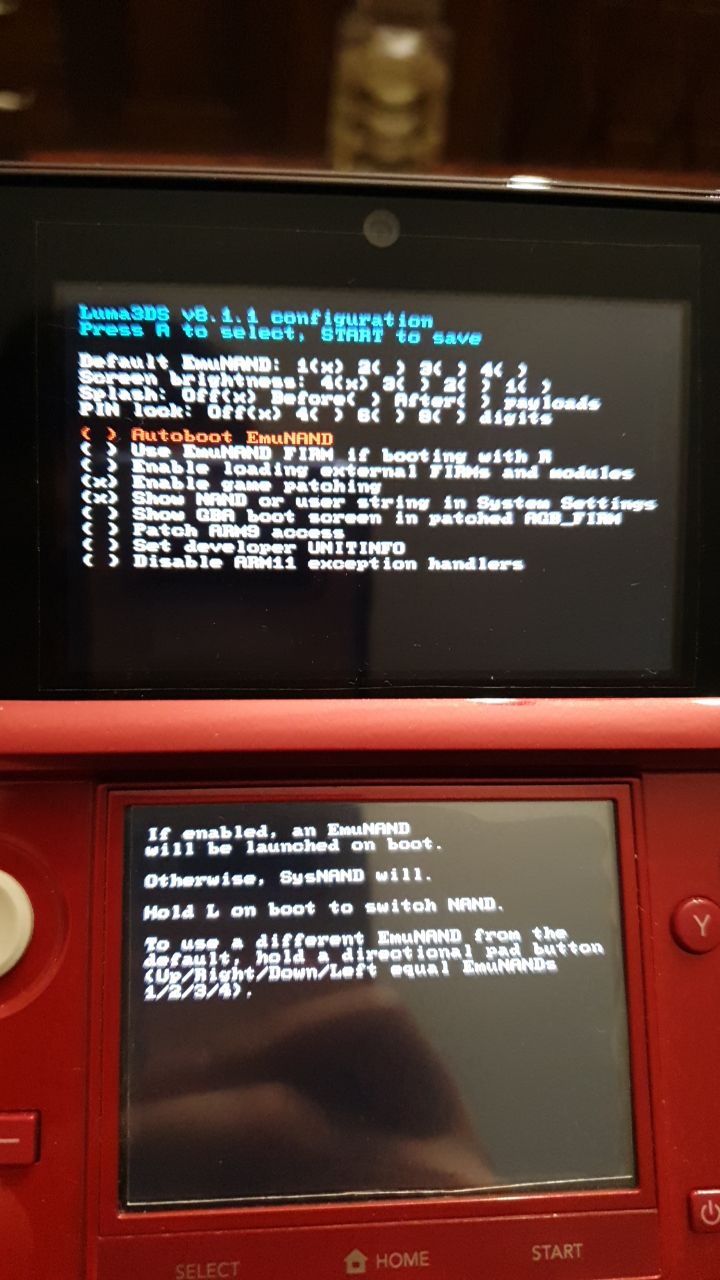 Luma3DS v8.1.1 configuration
Press A to select, START to save
Default EmuNAND: 1(x) 2( ) 3( ) 4( )
Screen brightness: 4(x) 3( ) 2( ) 1( )
Splash: Off(x) Before( ) After( ) payloads
PIN lock: Off(x) 4( ) 6( ) 8( ) digits
( ) Autoboot EmuNAND
( ) Use EmuNAND FIRM if booting with R
( ) Enable loading external FIRMs and modules
(x) Enable game patching
(x) Show NAND or user string in System Settings
( ) Show GBA boot screen in patched AGB_FIRM
( ) Patch ARM9 access
( ) Set developer UNITINFO
( ) Disable ARM11 exception handlers
If enabled, an EmuNAND
will be launched on boot.
Otherwise, SysNAND will.
Hold L on boot to switch NAND.
To use a different EmuNAND from the
default, hold a directional pad button
(Up/Right/Down/Left equal EmuNANDs
1/2/3/4).
Y
SELECT
HOME
START